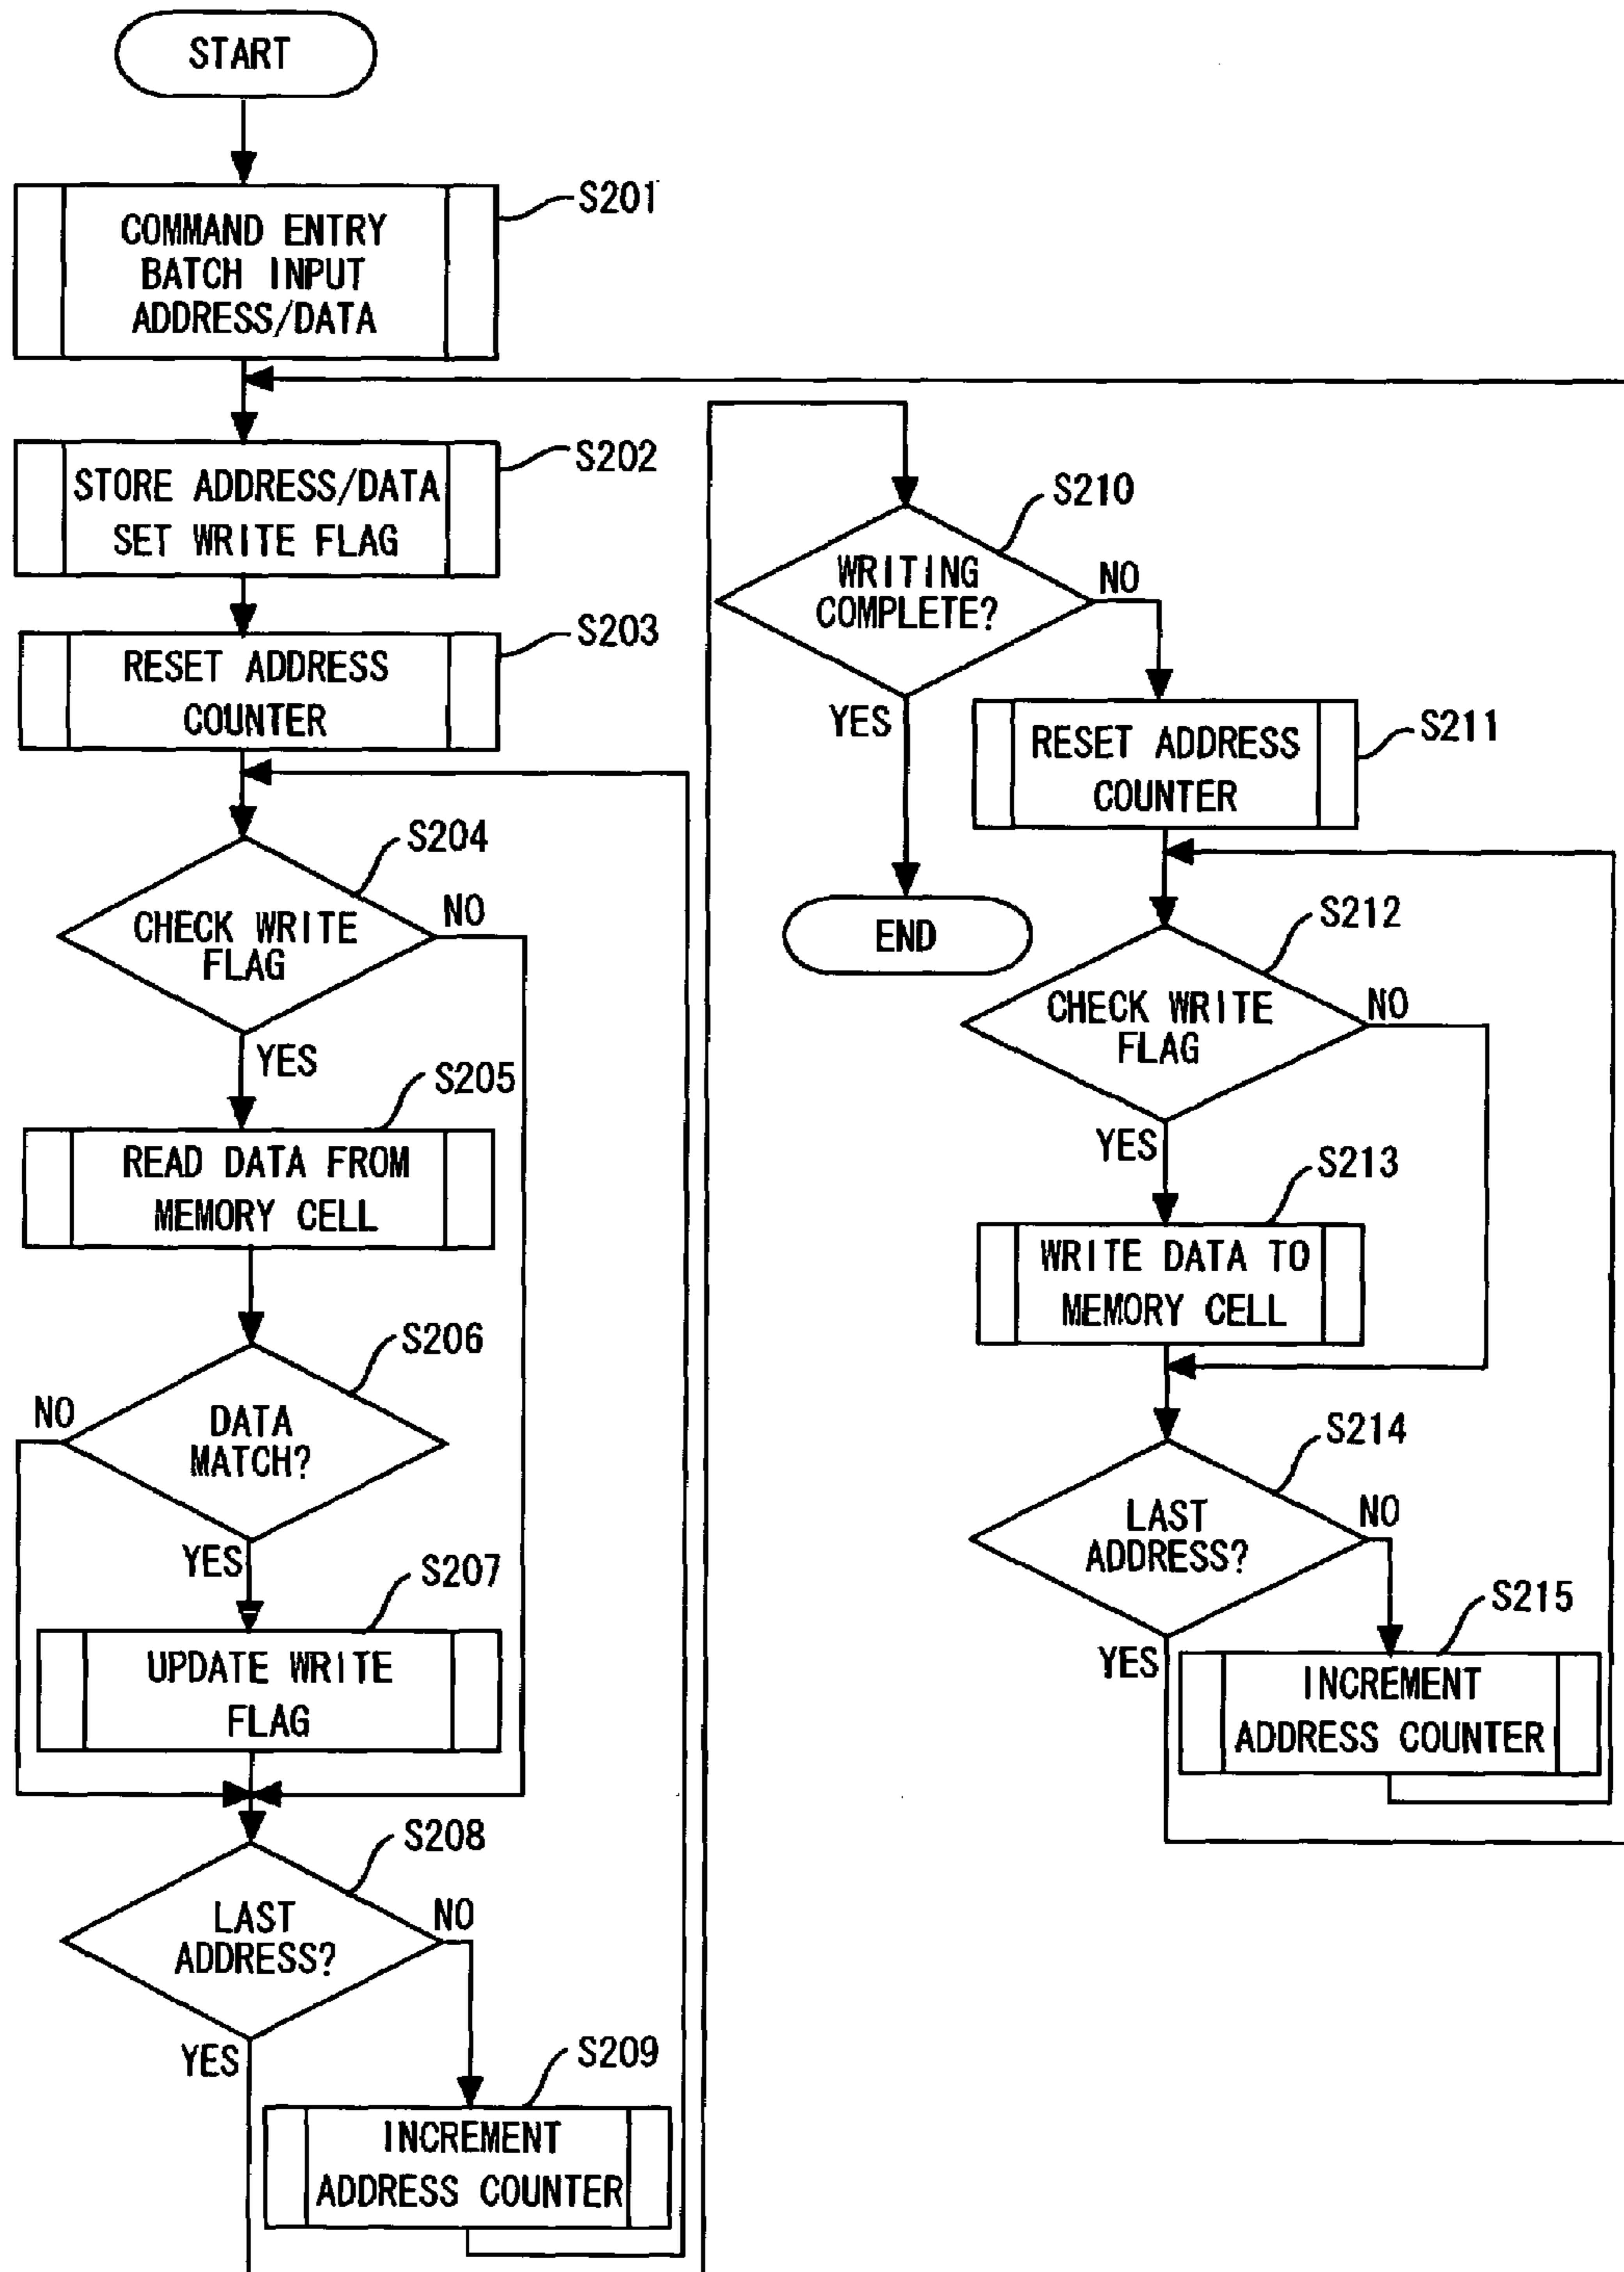 START
COMMAND ENTRY
BATCH INPUT
ADDRESS/DATA
S201
STORE ADDRESS/DATA
SET WRITE FLAG
S202
RESET ADDRESS
COUNTER
S203
CHECK WRITE
FLAG
S204
NO
YES
READ DATA FROM
MEMORY CELL
S205
DATA
MATCH?
S206
NO
YES
UPDATE WRITE
FLAG
S207
LAST
ADDRESS?
S208
NO
YES
INCREMENT
ADDRESS COUNTER
S209
WRITING
COMPLETE?
S210
NO
YES
END
RESET ADDRESS
COUNTER
S211
CHECK WRITE
FLAG
S212
NO
YES
WRITE DATA TO
MEMORY CELL
S213
LAST
ADDRESS?
S214
NO
YES
INCREMENT
ADDRESS COUNTER
S215